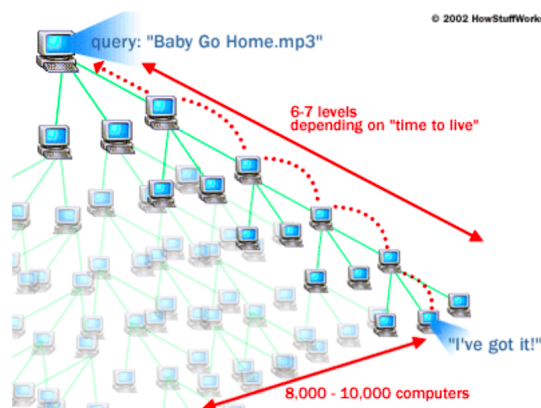 © 2002 HowStuffWorks
query: "Baby Go Home.mp3"
6-7 levels
depending on "time to live"
"I've got it!"
8,000 - 10,000 computers